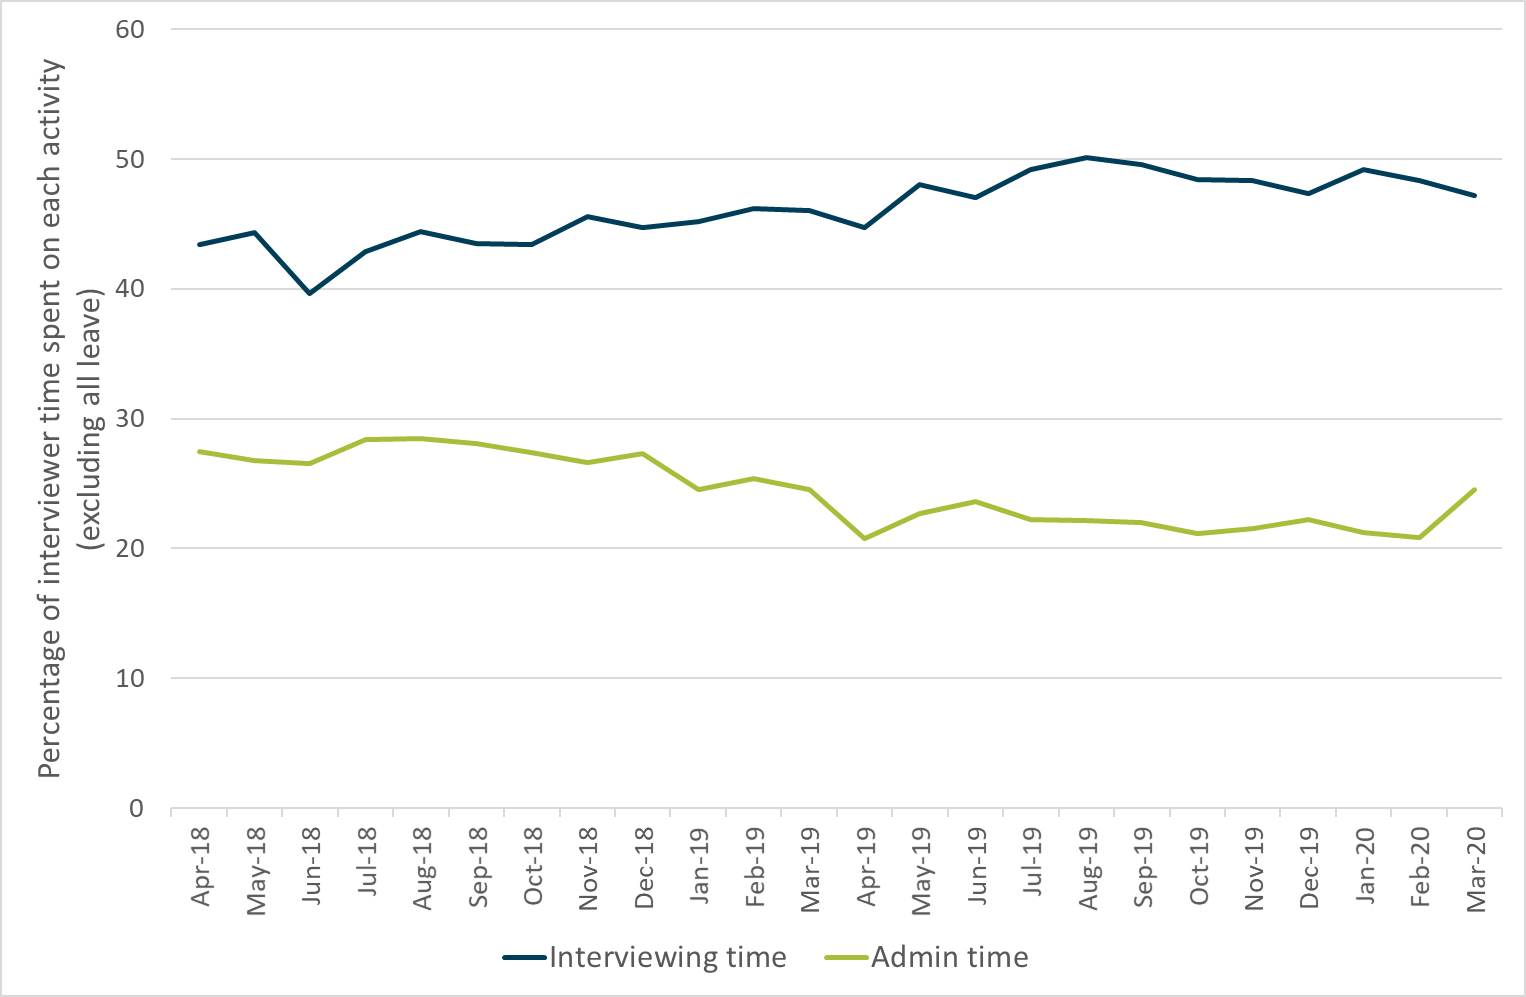 Percentage of interviewer time spent on each activity
(excluding all leave)
60
50
40
30
20
10
0
Apr-18
May-18
Jun-18
Jul-18
Aug-18
Sep-18
Oct-18
Nov-18
Dec-18
Jan-19
Feb-19
Mar-19
Apr-19
May-19
Jun-19
Jul-19
Aug-19
Sep-19
Oct-19
Nov-19
Dec-19
Jan-20
Feb-20
Mar-20
Interviewing time
Admin time